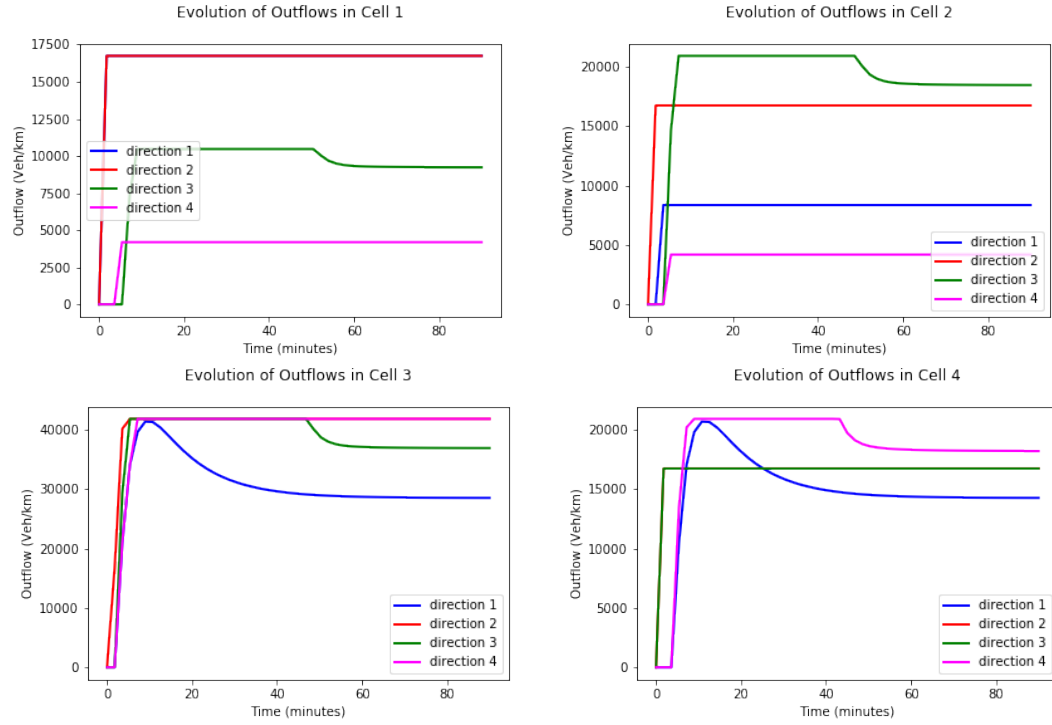 Evolution of Outflows in Cell 1
17500
15000
12500
10000
7500
5000
2500
0
Outflow (Veh/km)
direction 1
direction 2
direction 3
direction 4
0 20 40 60 80
Time (minutes)
Evolution of Outflows in Cell 2
20000
15000
10000
5000
0
Outflow (Veh/km)
direction 1
direction 2
direction 3
direction 4
0 20 40 60 80
Time (minutes)
Evolution of Outflows in Cell 3
40000
30000
20000
10000
0
Outflow (Veh/km)
direction 1
direction 2
direction 3
direction 4
0 20 40 60 80
Time (minutes)
Evolution of Outflows in Cell 4
20000
15000
10000
5000
0
Outflow (Veh/km)
direction 1
direction 2
direction 3
direction 4
0 20 40 60 80
Time (minutes)